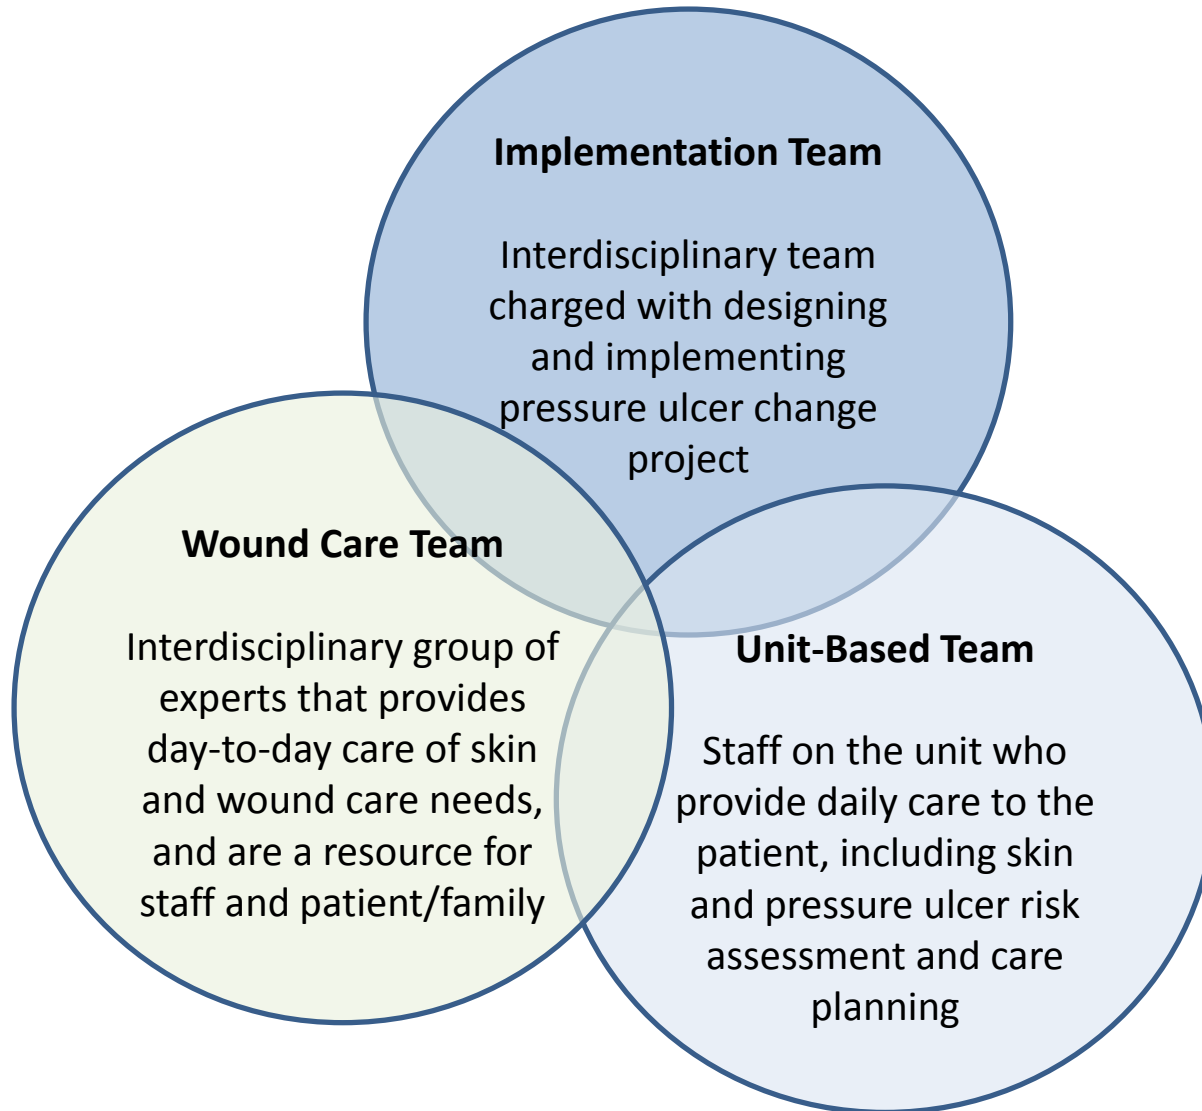 Implementation Team
Interdisciplinary team
charged with designing
and implementing
pressure ulcer change
project
Wound Care Team
Interdisciplinary group of
experts that provides
day-to-day care of skin
and wound care needs,
and are a resource for
staff and patient/family
Unit-Based Team
Staff on the unit who
provide daily care to the
patient, including skin
and pressure ulcer risk
assessment and care
planning